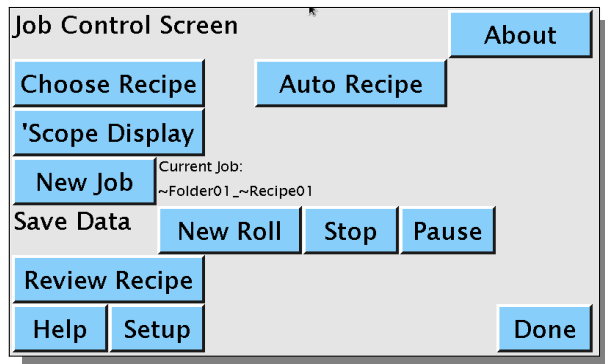 Job Control Screen
About
Choose Recipe
Auto Recipe
'Scope Display
New Job
Current Job:
~Folder01_~Recipe01
Save Data
New Roll
Stop
Pause
Review Recipe
Help
Setup
Done